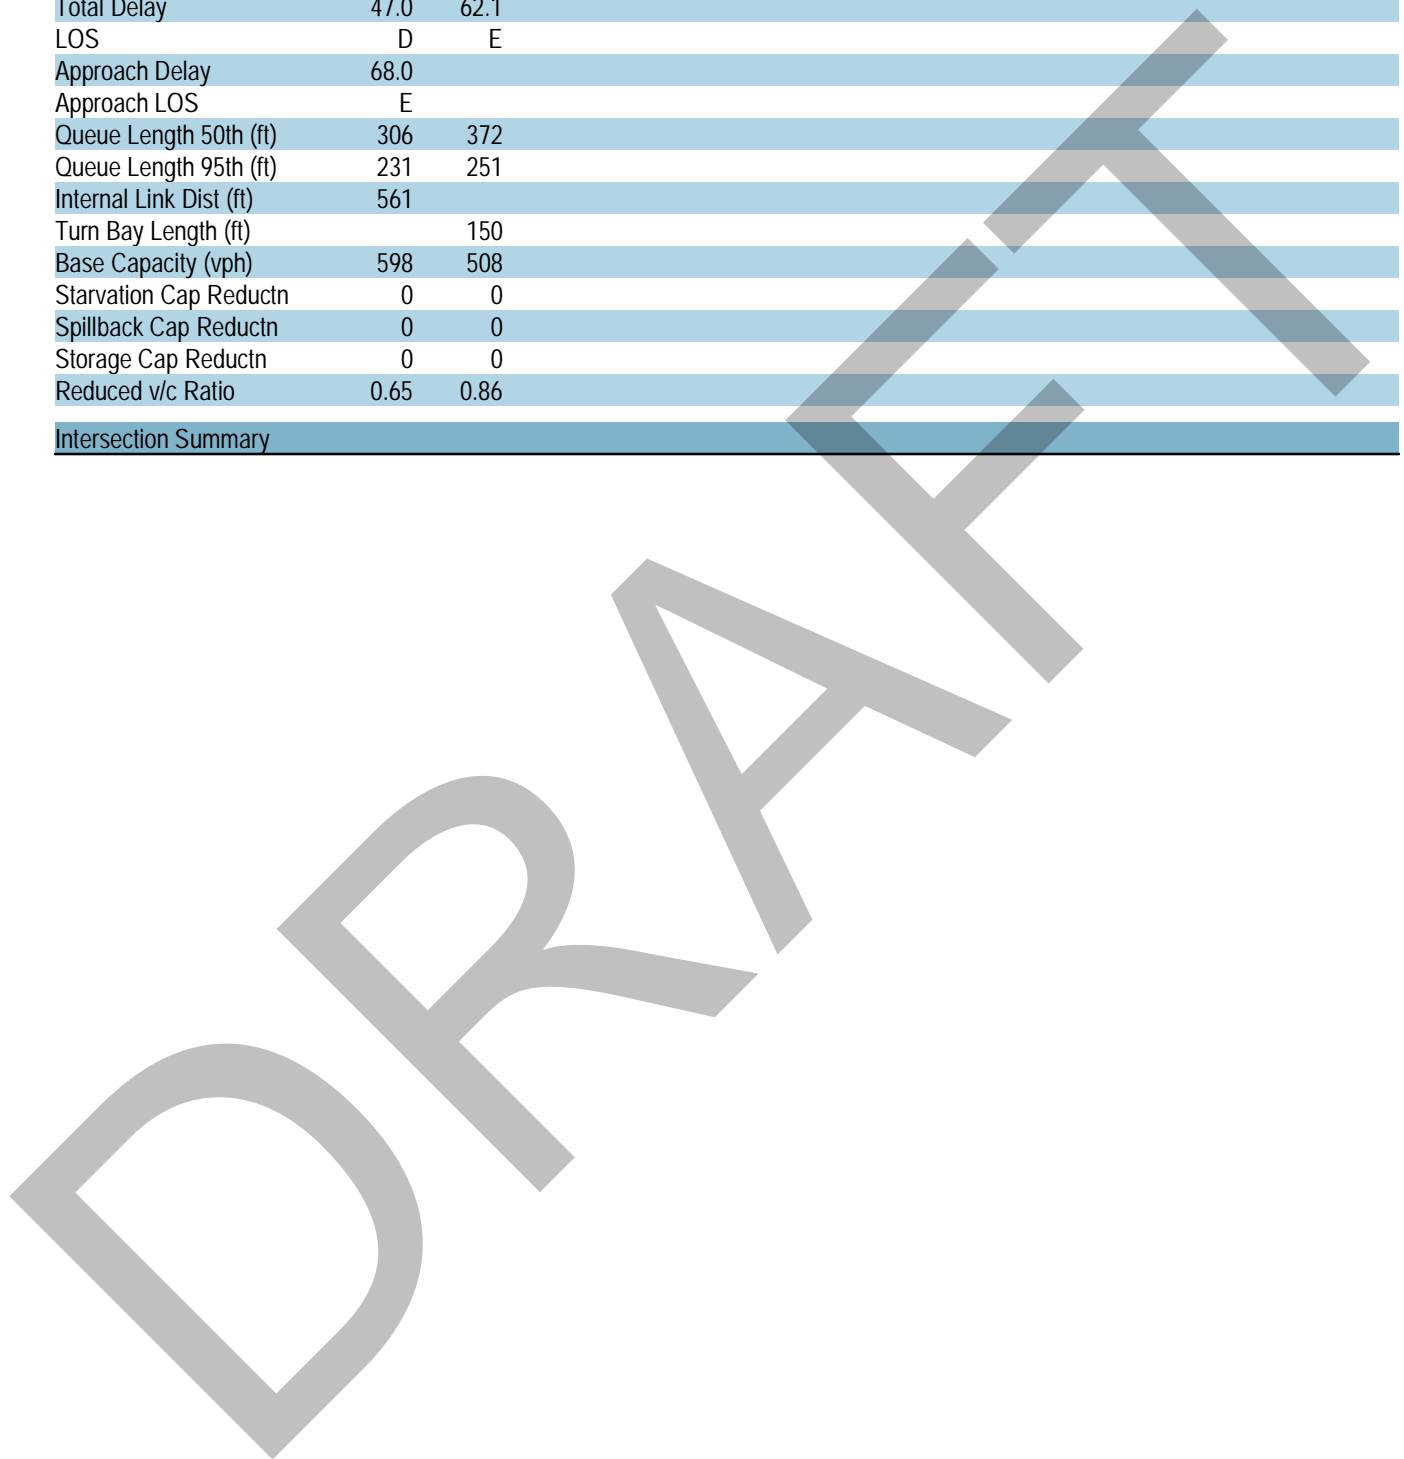 Total Delay 47.0 62.1
LOS D E
Approach Delay 68.0
Approach LOS E
Queue Length 50th (ft) 306 372
Queue Length 95th (ft) 231 251
Internal Link Dist (ft) 561
Turn Bay Length (ft) 150
Base Capacity (vph) 598 508
Starvation Cap Reductn 0 0
Spillback Cap Reductn 0 0
Storage Cap Reductn 0 0
Reduced v/c Ratio 0.65 0.86
Intersection Summary
DRAFT